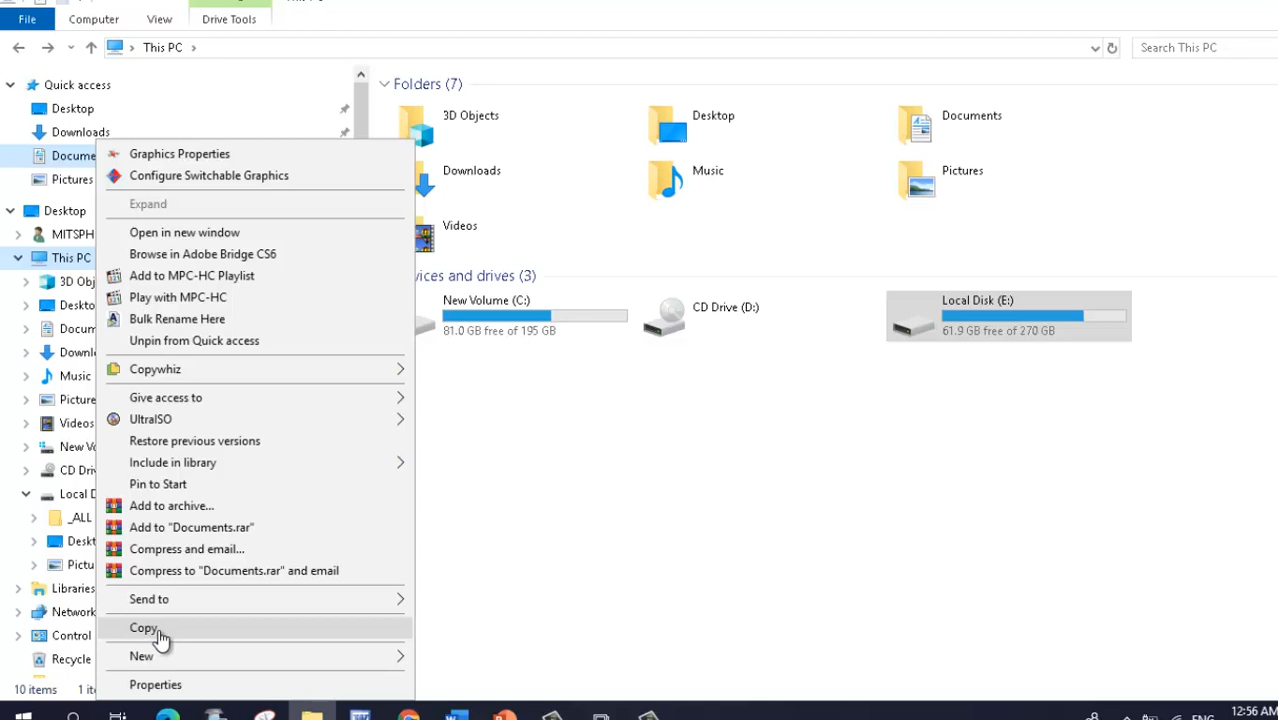 File
Computer
View
Drive Tools
This PC
Search This PC
Quick access
Desktop
Downloads
Docume
Pictures
Desktop
MITSPH
This PC
3D Obj
Deskto
Docum
Downl
Music
Picture
Videos
New Vo
CD Driv
Local D
_ALL
Deskt
Pictu
Libraries
Network
Control
Recycle
10 items
1 it
Graphics Properties
Configure Switchable Graphics
Expand
Open in new window
Browse in Adobe Bridge CS6
Add to MPC-HC Playlist
Play with MPC-HC
Bulk Rename Here
Unpin from Quick access
Copywhiz
Give access to
UltraISO
Restore previous versions
Include in library
Pin to Start
Add to archive...
Add to "Documents.rar"
Compress and email...
Compress to "Documents.rar" and email
Send to
Copy
New
Properties
Folders (7)
3D Objects
Desktop
Documents
Downloads
Music
Pictures
Videos
vices and drives (3)
New Volume (C:)
81.0 GB free of 195 GB
CD Drive (D:)
Local Disk (E:)
61.9 GB free of 270 GB
12:56 AM